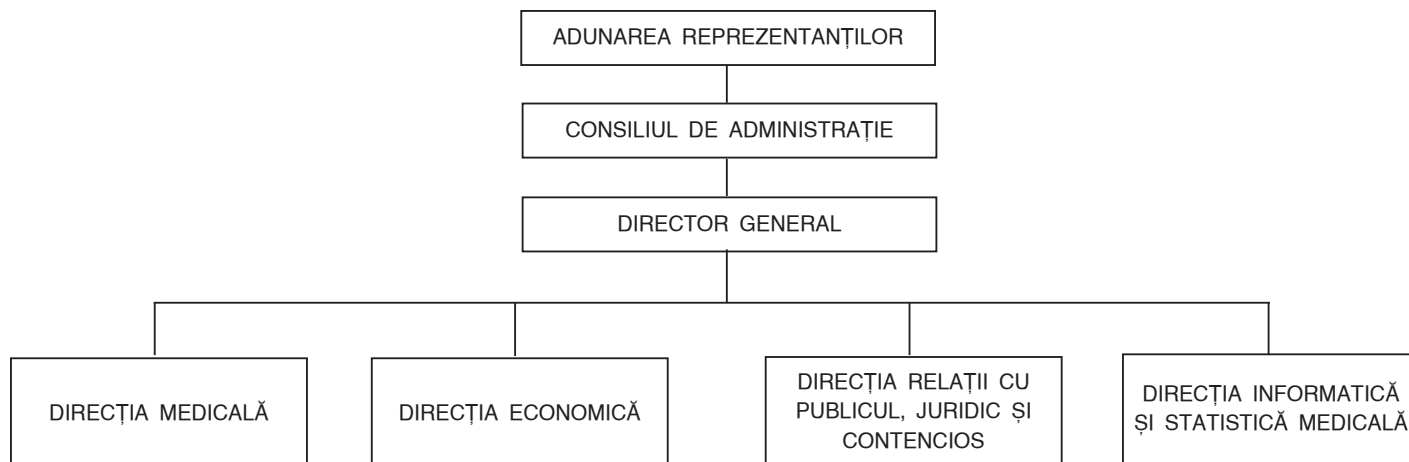 ADUNAREA REPREZENTANȚILOR
CONSILIUL DE ADMINISTRAȚIE
DIRECTOR GENERAL
DIRECȚIA MEDICALĂ
DIRECȚIA ECONOMICĂ
DIRECȚIA RELAȚII CU
PUBLICUL, JURIDIC ȘI
CONTENCIOS
DIRECȚIA INFORMATICĂ
ȘI STATISTICĂ MEDICALĂ